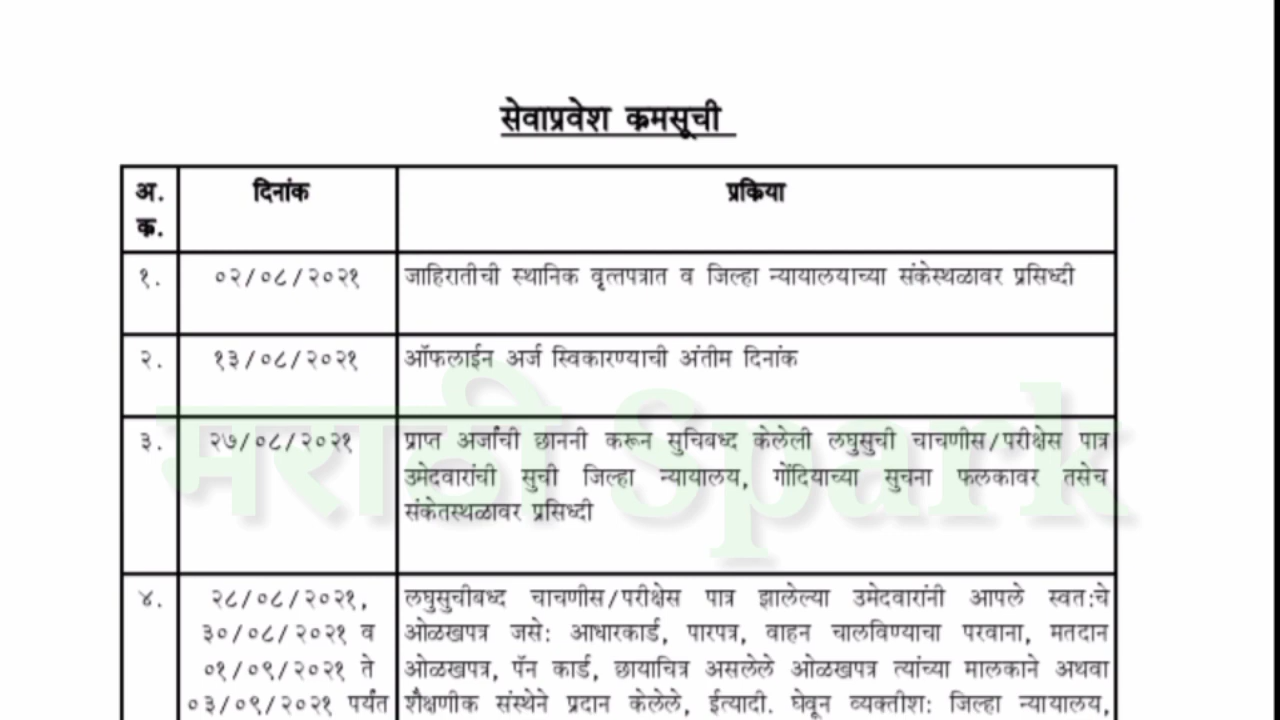 सेवाप्रवेश क्रमसूची
अ. दिनांक प्रक्रिया
क्र.
१. ०२/०८/२०२१ जाहिरातीची स्थानिक वृत्तपत्रात व जिल्हा न्यायालयाच्या संकेस्थळावर प्रसिध्दी
२. १३/०८/२०२१ ऑफलाईन अर्ज स्विकारण्याची अंतीम दिनांक
३. २७/०८/२०२१ प्राप्त अर्जांची छाननी करून सुचिबध्द केलेली लघुसुची चाचणीस/परीक्षेस पात्र
उमेदवारांची सुची जिल्हा न्यायालय, गोंदियाच्या सुचना फलकावर तसेच
संकेतस्थळावर प्रसिध्दी
४. २८/०८/२०२१, लघुसुचीबध्द चाचणीस/परीक्षेस पात्र झालेल्या उमेदवारांनी आपले स्वत:चे
३०/०८/२०२१ व ओळखपत्र जसे: आधारकार्ड, पारपत्र, वाहन चालविण्याचा परवाना, मतदान
०१/०९/२०२१ ते ओळखपत्र, पॅन कार्ड, छायाचित्र असलेले ओळखपत्र त्यांच्या मालकाने अथवा
०३/०९/२०२१ पर्यंत शैक्षणीक संस्थेने प्रदान केलेले, ईत्यादी. घेवून व्यक्तीश: जिल्हा न्यायालय,
मराठी Spark